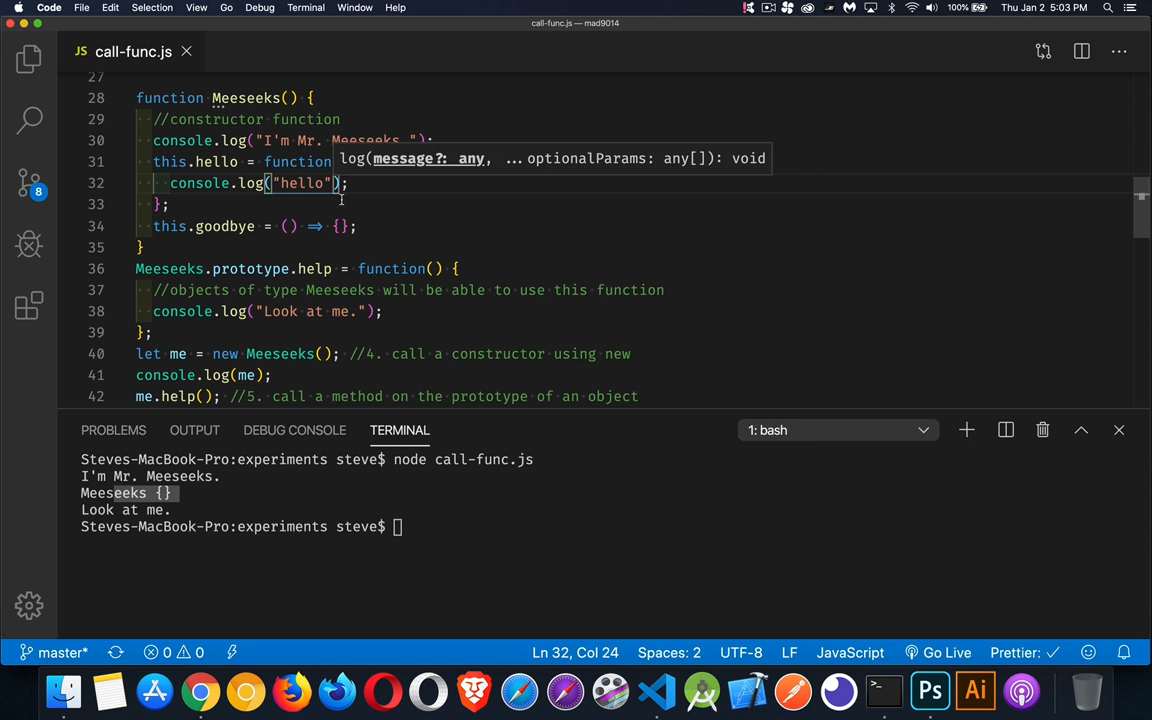 Code File Edit Selection View Go Debug Terminal Window Help 100% Thu Jan 2 5:03 PM
call-func.js — mad9014
JS call-func.js
27
28 function Meeseeks() {
29 //constructor function
30 console.log("I'm Mr. Meeseeks.");
log(message?: any, ...optionalParams: any[]): void
31 this.hello = function
32 console.log("hello");
33 };
34 this.goodbye = () => {};
35 }
36 Meeseeks.prototype.help = function() {
37 //objects of type Meeseeks will be able to use this function
38 console.log("Look at me.");
39 };
40 let me = new Meeseeks(); //4. call a constructor using new
41 console.log(me);
42 me.help(); //5. call a method on the prototype of an object
8
PROBLEMS OUTPUT DEBUG CONSOLE TERMINAL 1: bash
Steves-MacBook-Pro:experiments steve$ node call-func.js
I'm Mr. Meeseeks.
Meeseeks {}
Look at me.
Steves-MacBook-Pro:experiments steve$
master* 0 0 Ln 32, Col 24 Spaces: 2 UTF-8 LF JavaScript Go Live Prettier: ✓
>_ Ps Ai